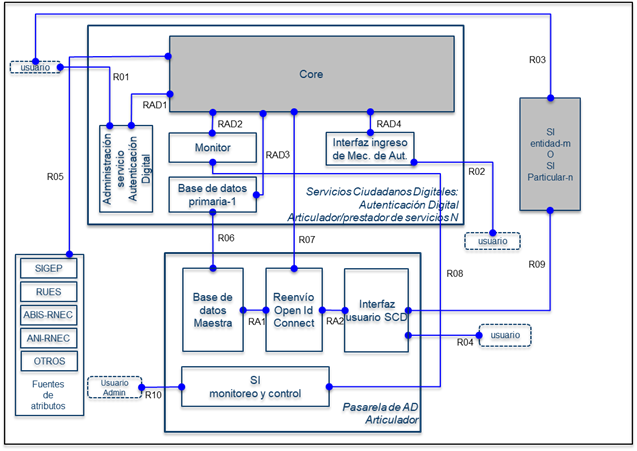 R03
usuario
R01
Core
RAD1
RAD2
RAD4
SI
entidad-m
O
SI
Particular-n
Administración
servicio
Autenticación
Digital
Monitor
RAD3
Interfaz ingreso
de Mec. de Aut.
R05
R02
Base de datos
primaria-1
Servicios Ciudadanos Digitales:
Autenticación Digital
Articulador/prestador de servicios N
usuario
R06
R07
R08
R09
SIGEP
RUES
ABIS-RNEC
ANI-RNEC
OTROS
Fuentes
de
atributos
Base de
datos
Maestra
RA1
Reenvío
Open Id
Connect
RA2
Interfaz
usuario SCD
R04
usuario
Usuario
Admin
R10
SI
monitoreo y control
Pasarela de AD
Articulador